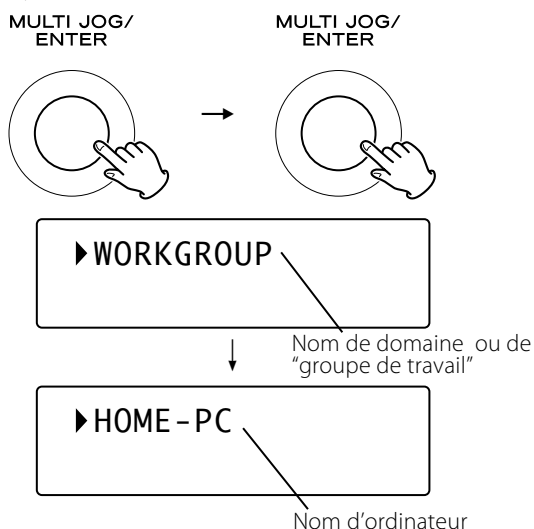 MULTI JOG/
ENTER
MULTI JOG/
ENTER
WORKGROUP
Nom de domaine ou de
“groupe de travail”
HOME-PC
Nom d’ordinateur